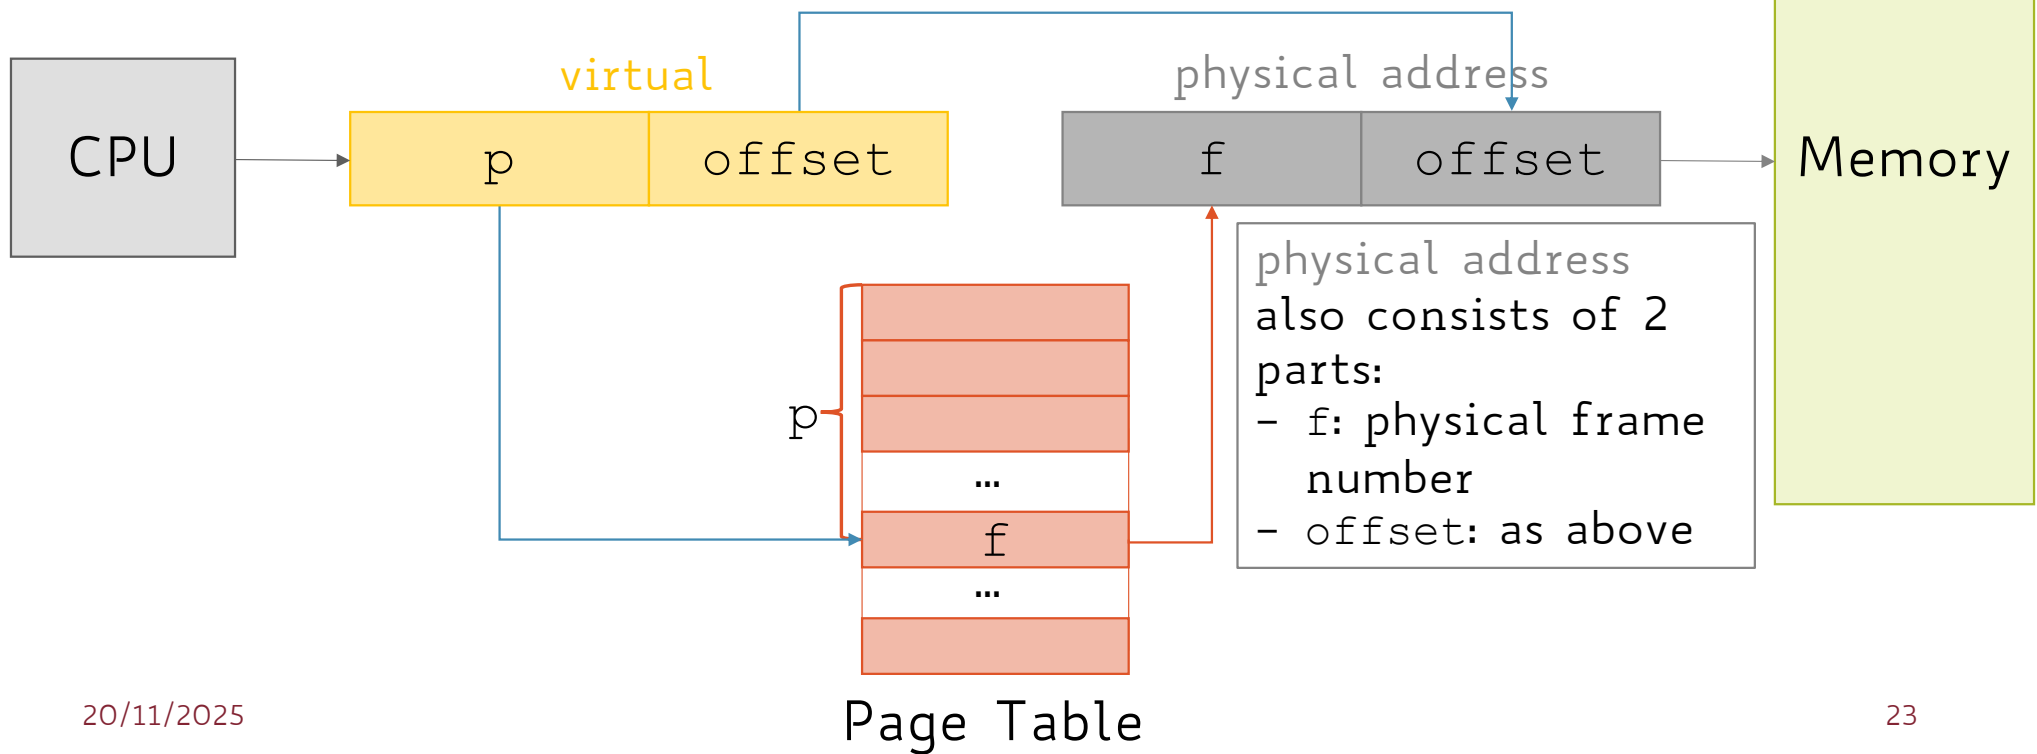 virtual
physical address
CPU
p
offset
f
offset
Memory
physical address
also consists of 2
parts:
- f: physical frame
number
- offset: as above
p
…
f
…
Page Table
20/11/2025
23